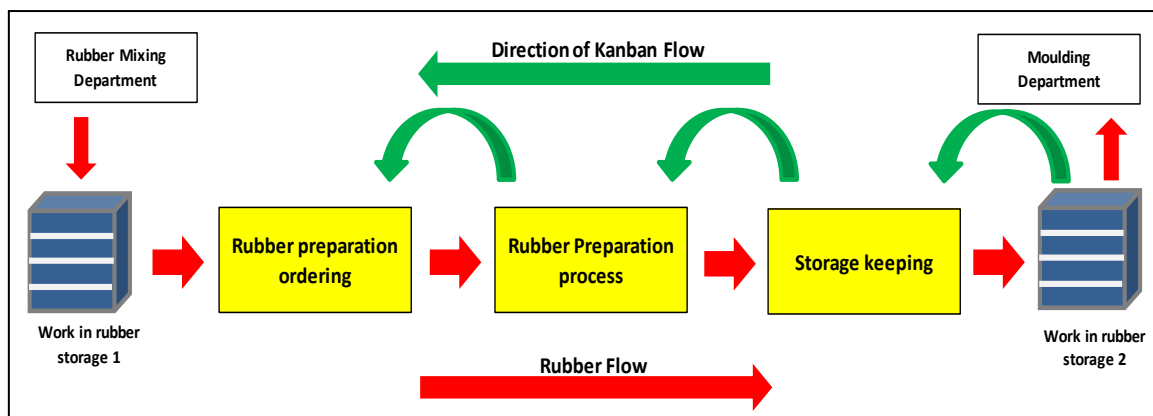 Rubber Mixing
Department
Direction of Kanban Flow
Moulding
Department
Rubber preparation
ordering
Rubber Preparation
process
Storage keeping
Work in rubber
storage 1
Work in rubber
storage 2
Rubber Flow